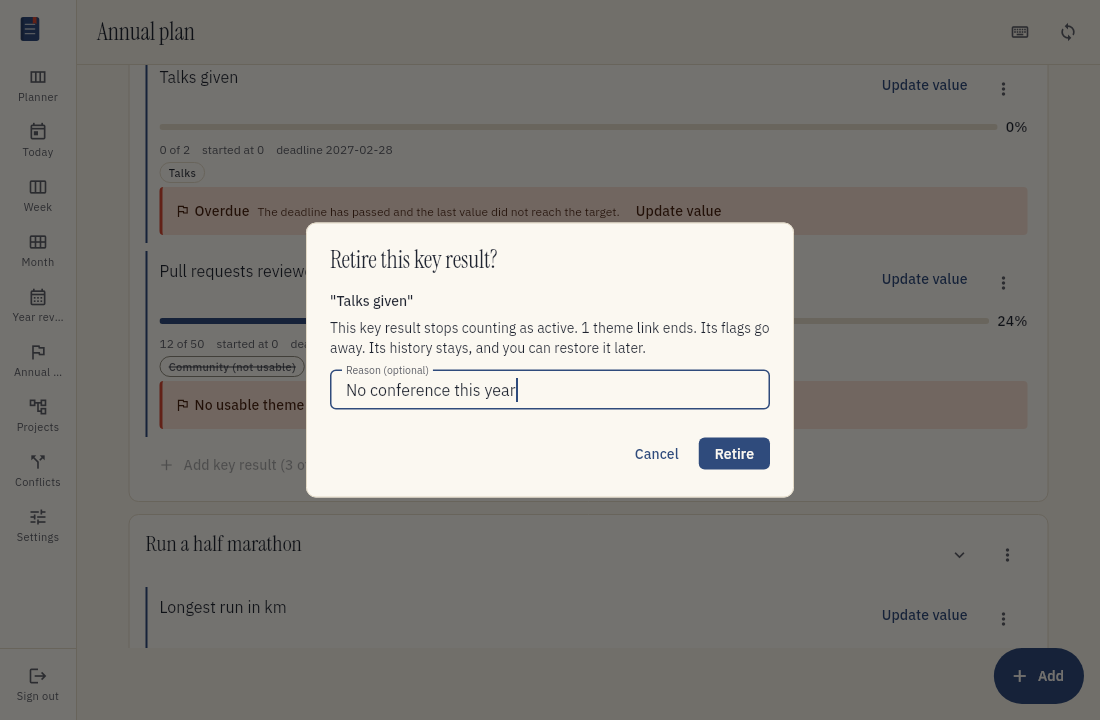 Annual plan
Planner
Today
Week
Month
Year rev...
Annual ...
Projects
Conflicts
Settings
Sign out
Talks given
Update value
0%
0 of 2 started at 0 deadline 2027-02-28
Talks
Overdue The deadline has passed and the last value did not reach the target. Update value
Pull requests
Update value
24%
12 of 50 started at 0
Community (not usable)
No usable theme
Add key result (3
Retire this key result?
"Talks given"
This key result stops counting as active. 1 theme link ends. Its flags go
away. Its history stays, and you can restore it later.
Reason (optional)
No conference this year
Cancel
Retire
Run a half marathon
Longest run in km
Update value
Add